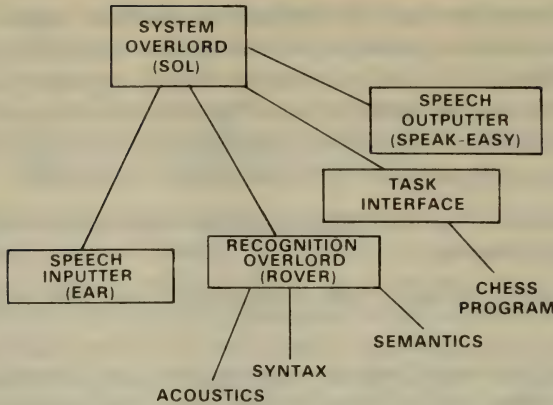 SYSTEM
OVERLORD
(SOL)
SPEECH
OUTPUTTER
(SPEAK-EASY)
TASK
INTERFACE
SPEECH
INPUTTER
(EAR)
RECOGNITION
OVERLORD
(ROVER)
CHESS
PROGRAM
SEMANTICS
SYNTAX
ACOUSTICS